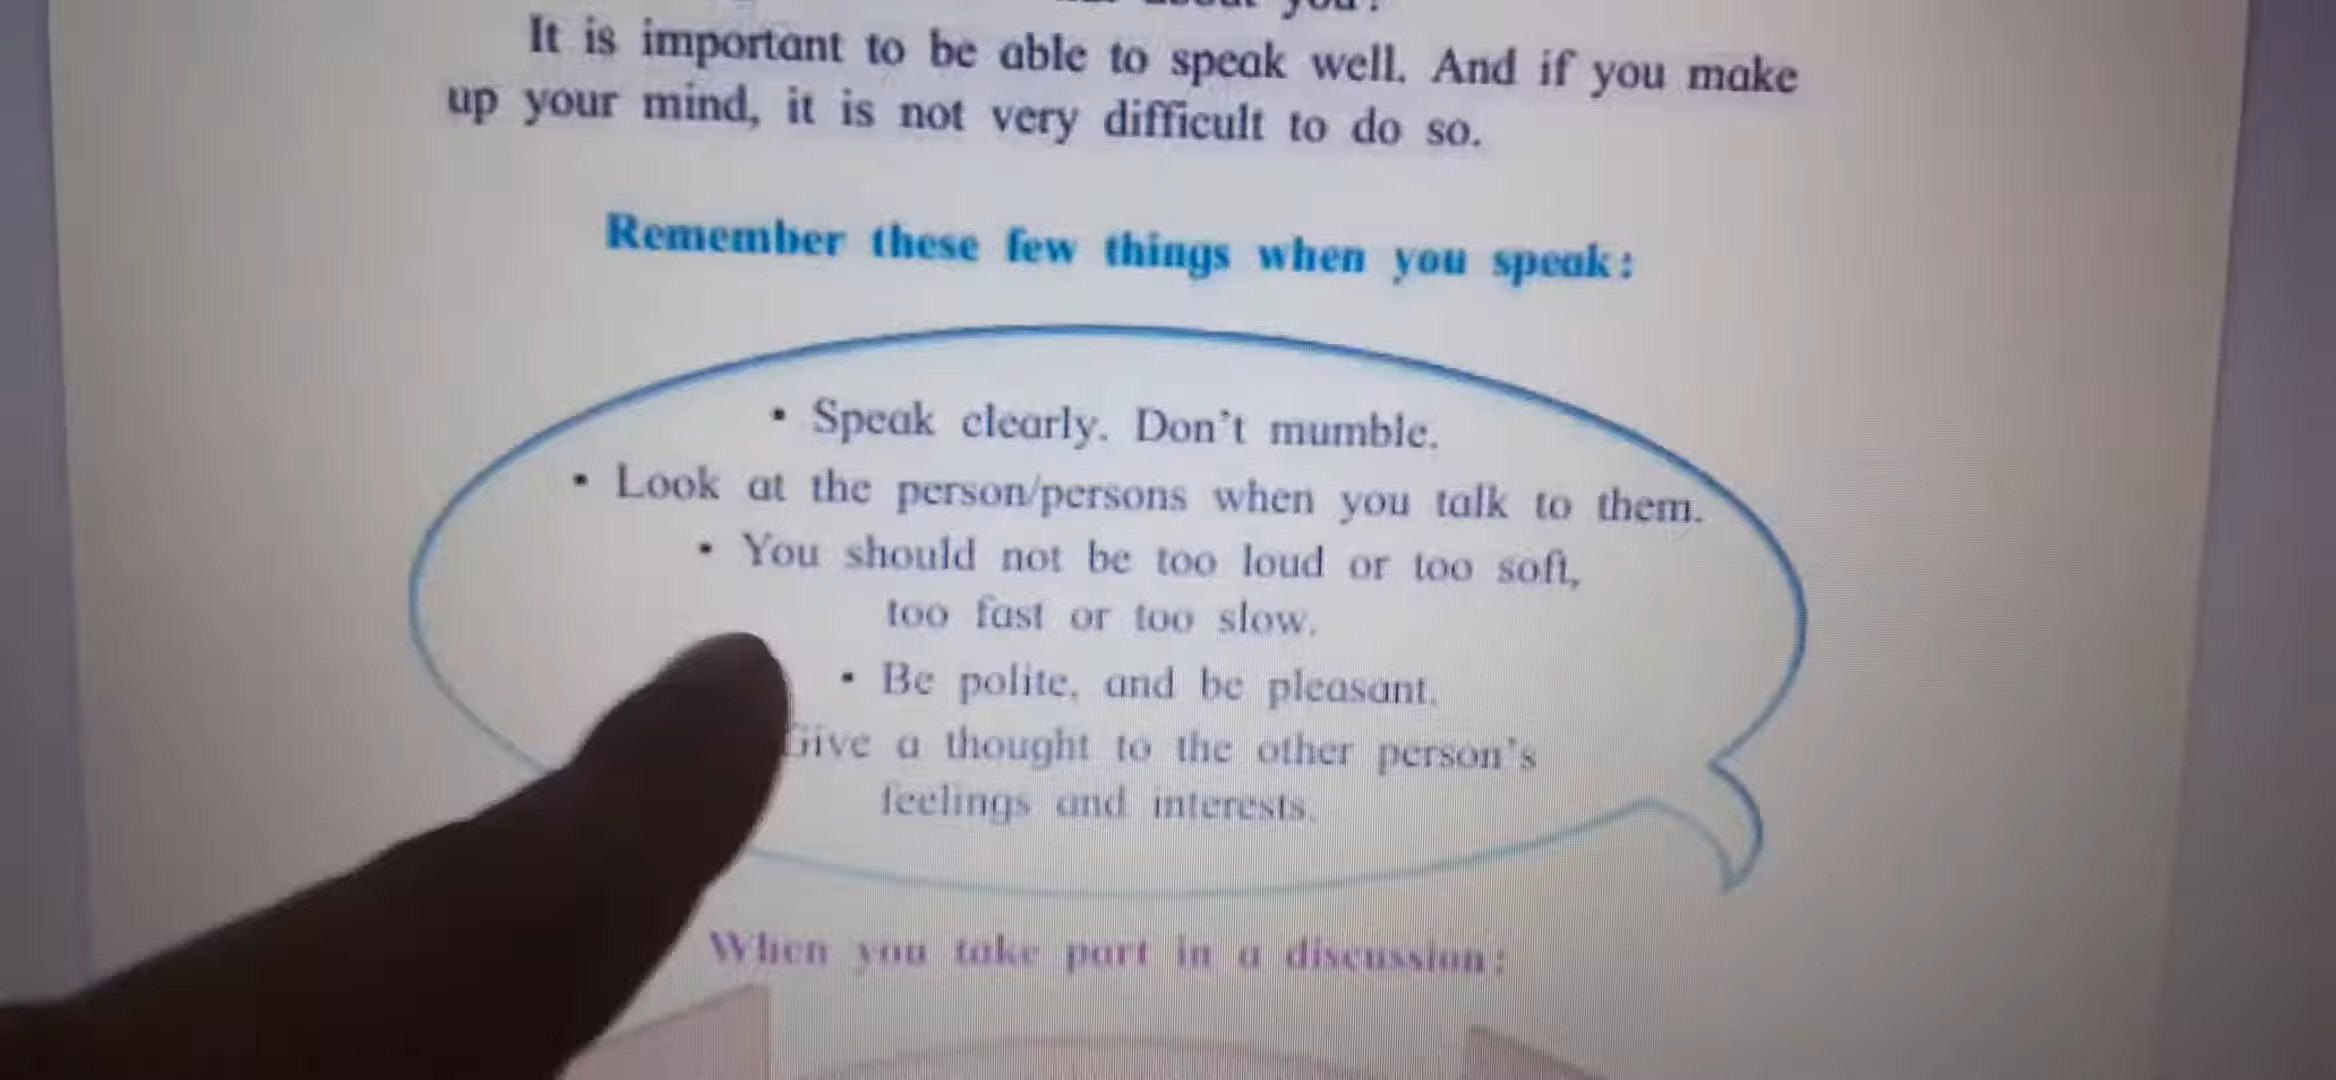 you?
It is important to be able to speak well. And if you make
up your mind, it is not very difficult to do so.
Remember these few things when you speak:
• Speak clearly. Don't mumble.
• Look at the person/persons when you talk to them.
• You should not be too loud or too soft,
too fast or too slow.
• Be polite, and be pleasant.
Give a thought to the other person's
feelings and interests.
When you take part in a discussion: